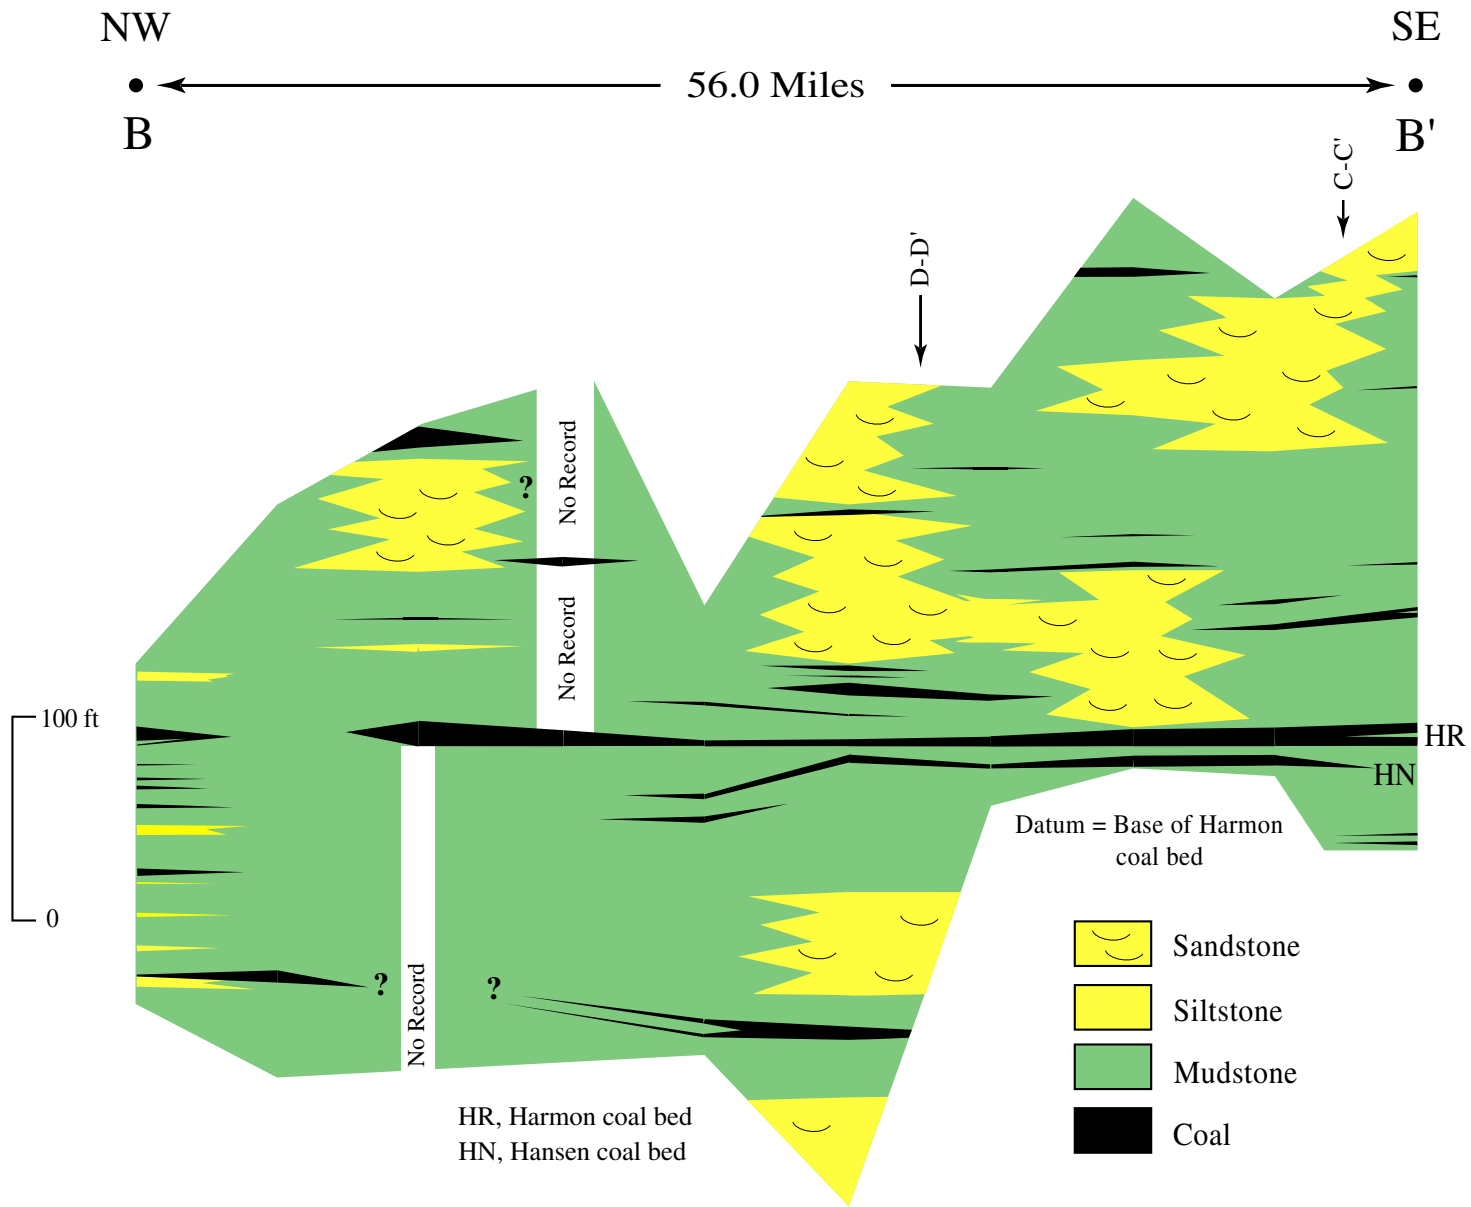 NW
SE
56.0 Miles
B
B'
C-C'
D-D'
No Record
?
No Record
100 ft
HR
HN
Datum = Base of Harmon
coal bed
0
Sandstone
?
?
No Record
Siltstone
Mudstone
HR, Harmon coal bed
Coal
HN, Hansen coal bed